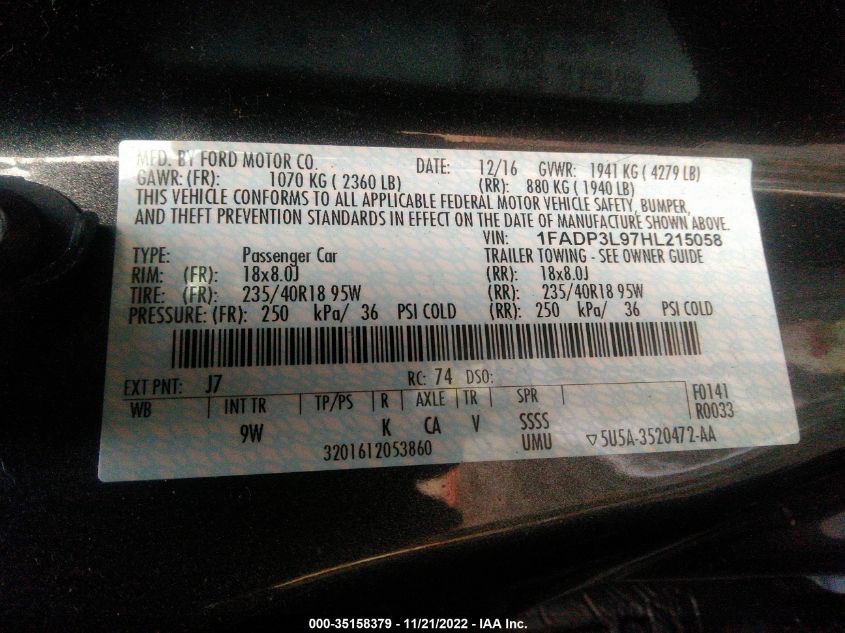 MFD. BY FORD MOTOR CO. DATE: 12/16 GVWR: 1941 KG ( 4279 LB)
GAWR: (FR): 1070 KG ( 2360 LB) (RR): 880 KG ( 1940 LB)
THIS VEHICLE CONFORMS TO ALL APPLICABLE FEDERAL MOTOR VEHICLE SAFETY, BUMPER,
AND THEFT PREVENTION STANDARDS IN EFFECT ON THE DATE OF MANUFACTURE SHOWN ABOVE.
VIN: 1FADP3L97HL215058
TYPE: Passenger Car TRAILER TOWING - SEE OWNER GUIDE
RIM: (FR): 18x8.0J (RR): 18x8.0J
TIRE: (FR): 235/40R18 95W (RR): 235/40R18 95W
PRESSURE: (FR): 250 kPa/ 36 PSI COLD (RR): 250 kPa/ 36 PSI COLD
EXT PNT: J7 RC: 74 DSO:
WB INT TR TP/PS R AXLE TR SPR F0141
R0033
9W K CA V SSSS
3201612053860 UMU ▽5U5A-3520472-AA
000-35158379 - 11/21/2022 - IAA Inc.